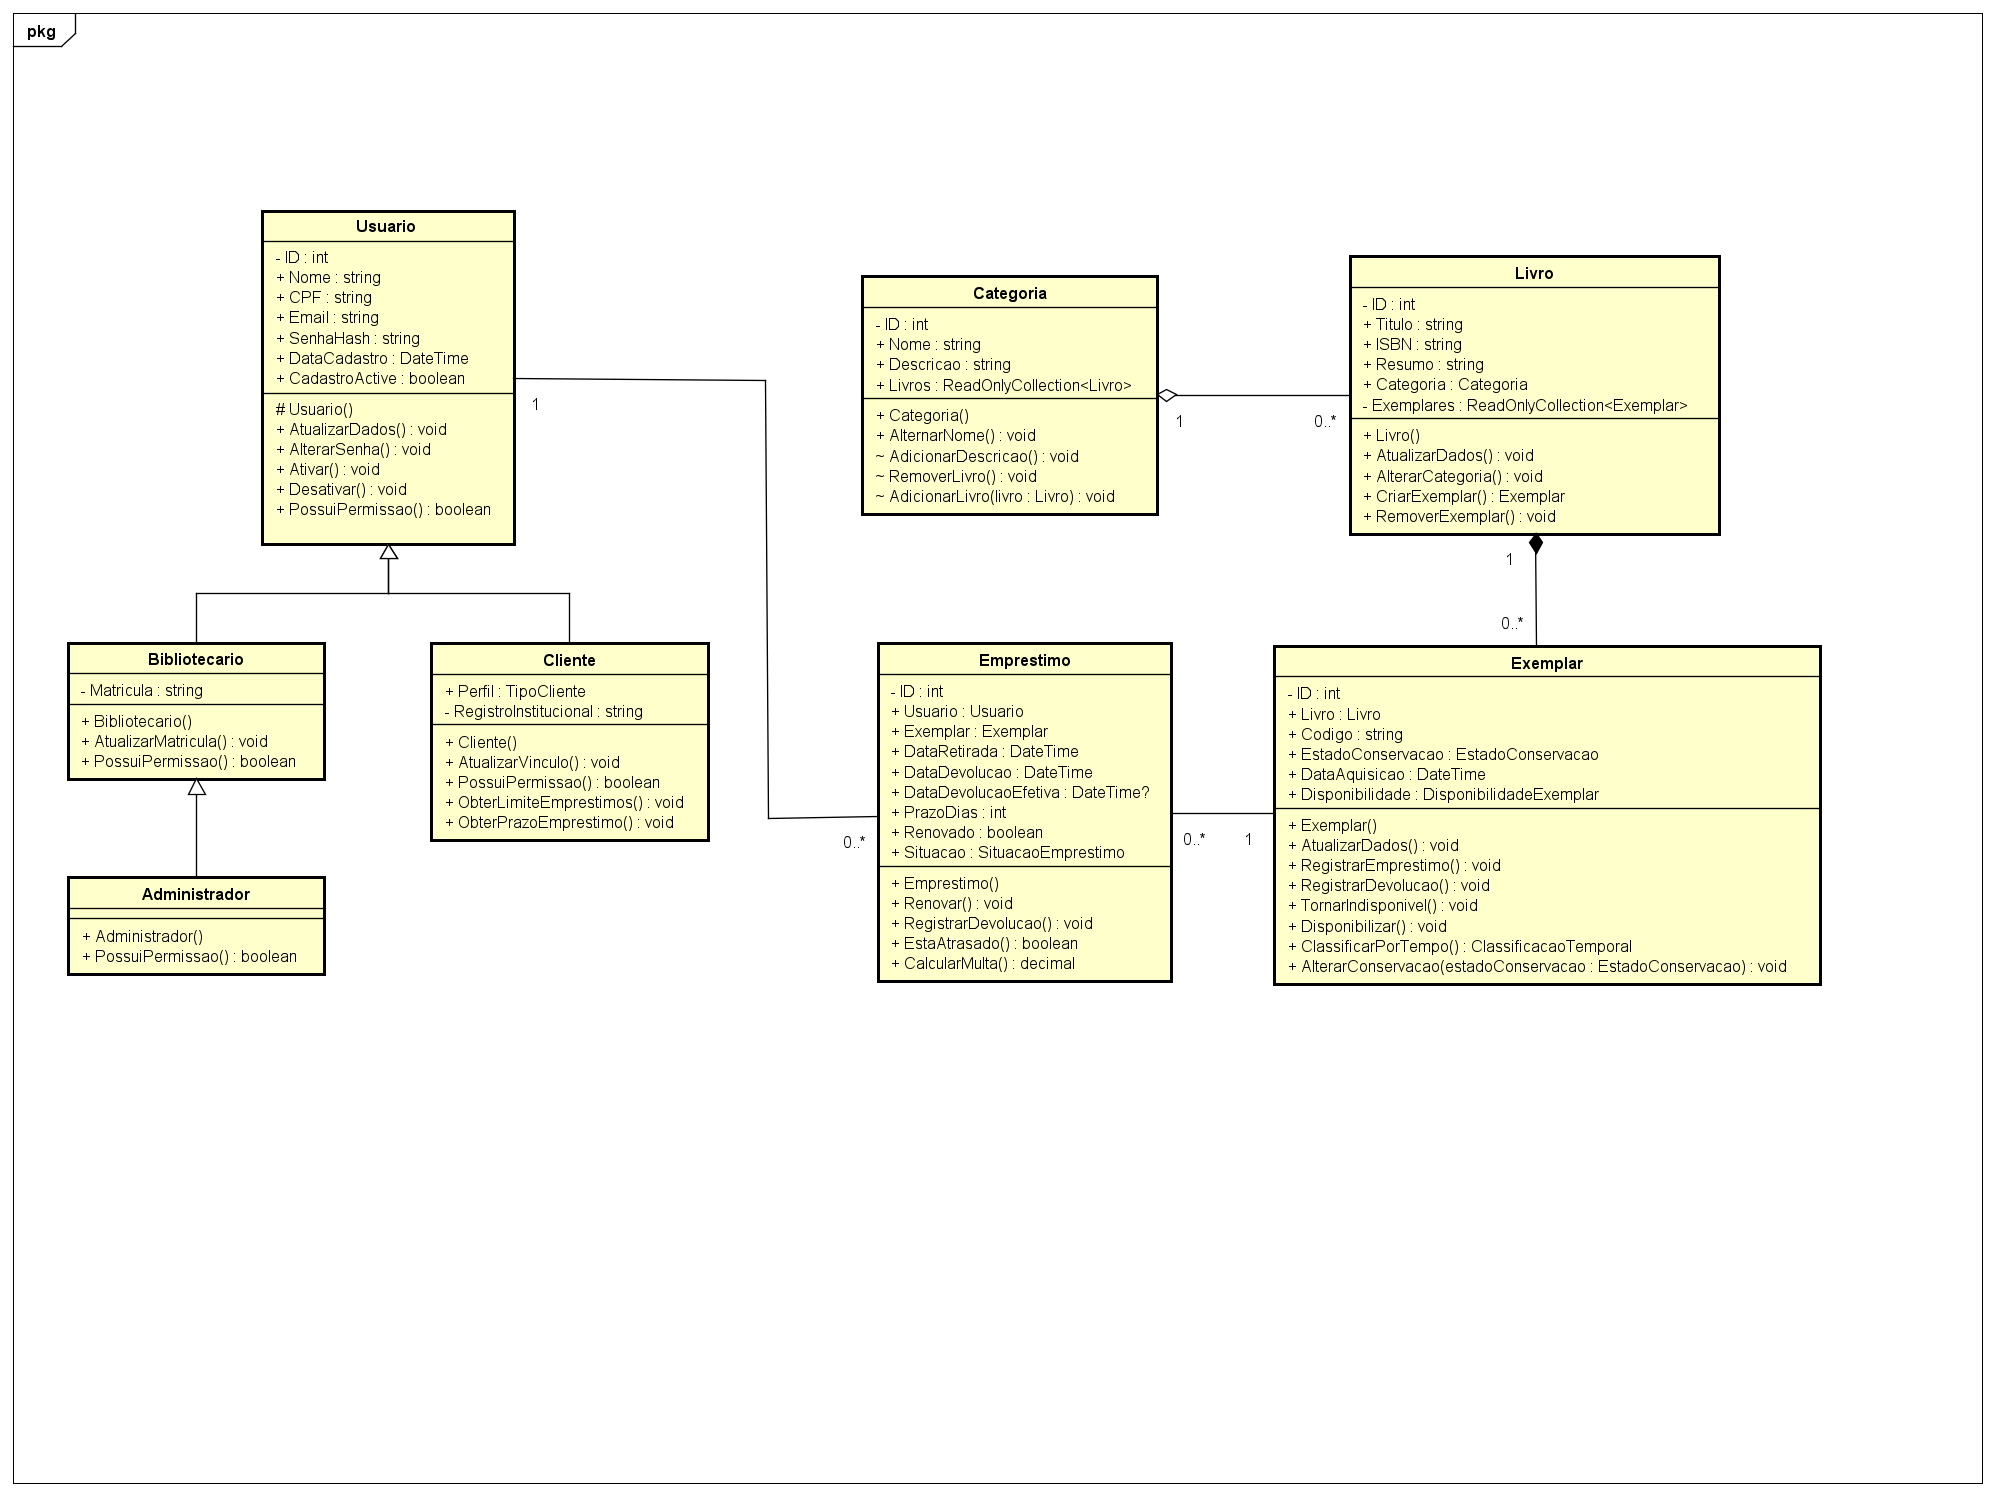 pkg
Usuario
- ID : int
+ Nome : string
+ CPF : string
+ Email : string
+ SenhaHash : string
+ DataCadastro : DateTime
+ CadastroActive : boolean
# Usuario()
+ AtualizarDados() : void
+ AlterarSenha() : void
+ Ativar() : void
+ Desativar() : void
+ PossuiPermissao() : boolean
1
0..*
Categoria
- ID : int
+ Nome : string
+ Descricao : string
+ Livros : ReadOnlyCollection<Livro>
+ Categoria()
+ AlternarNome() : void
~ AdicionarDescricao() : void
~ RemoverLivro() : void
~ AdicionarLivro(livro : Livro) : void
1
0..*
Livro
- ID : int
+ Titulo : string
+ ISBN : string
+ Resumo : string
+ Categoria : Categoria
- Exemplares : ReadOnlyCollection<Exemplar>
+ Livro()
+ AtualizarDados() : void
+ AlterarCategoria() : void
+ CriarExemplar() : Exemplar
+ RemoverExemplar() : void
1
0..*
Bibliotecario
- Matricula : string
+ Bibliotecario()
+ AtualizarMatricula() : void
+ PossuiPermissao() : boolean
Cliente
+ Perfil : TipoCliente
- RegistroInstitucional : string
+ Cliente()
+ AtualizarVinculo() : void
+ PossuiPermissao() : boolean
+ ObterLimiteEmprestimos() : void
+ ObterPrazoEmprestimo() : void
Emprestimo
- ID : int
+ Usuario : Usuario
+ Exemplar : Exemplar
+ DataRetirada : DateTime
+ DataDevolucao : DateTime
+ DataDevolucaoEfetiva : DateTime?
+ PrazoDias : int
+ Renovado : boolean
+ Situacao : SituacaoEmprestimo
+ Emprestimo()
+ Renovar() : void
+ RegistrarDevolucao() : void
+ EstaAtrasado() : boolean
+ CalcularMulta() : decimal
0..*
1
Exemplar
- ID : int
+ Livro : Livro
+ Codigo : string
+ EstadoConservacao : EstadoConservacao
+ DataAquisicao : DateTime
+ Disponibilidade : DisponibilidadeExemplar
+ Exemplar()
+ AtualizarDados() : void
+ RegistrarEmprestimo() : void
+ RegistrarDevolucao() : void
+ TornarIndisponivel() : void
+ Disponibilizar() : void
+ ClassificarPorTempo() : ClassificacaoTemporal
+ AlterarConservacao(estadoConservacao : EstadoConservacao) : void
Administrador
+ Administrador()
+ PossuiPermissao() : boolean